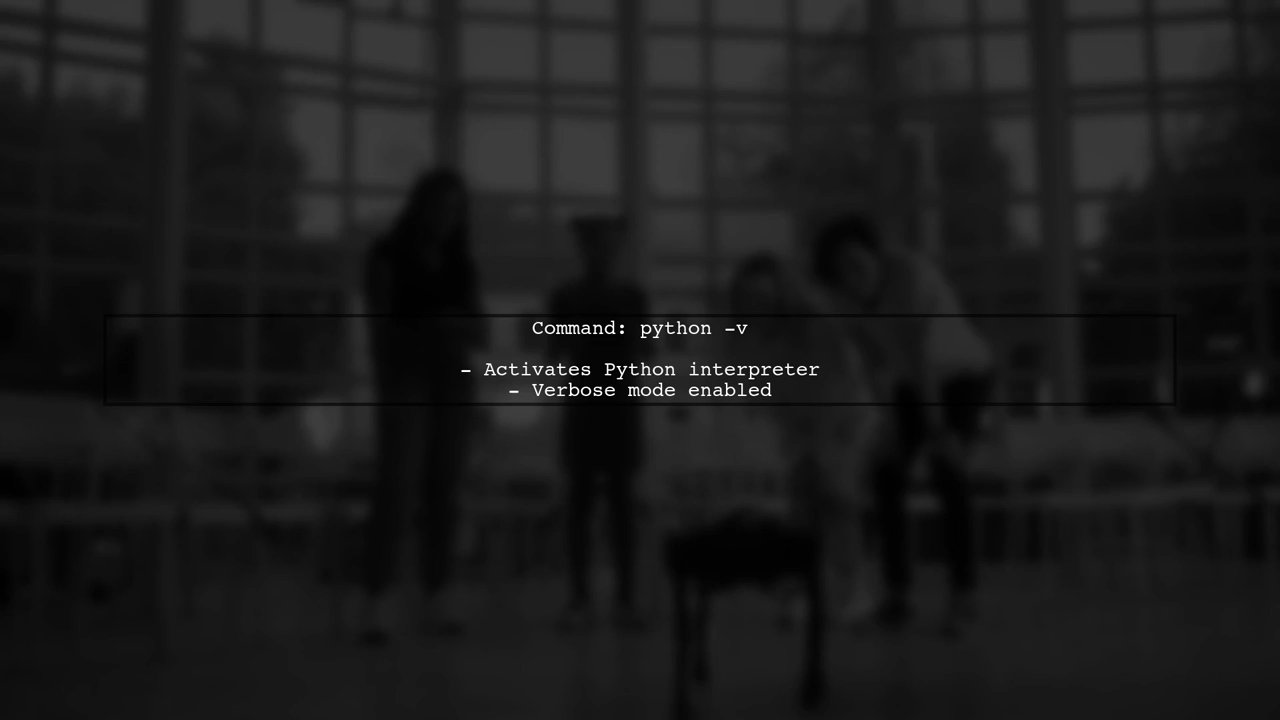 Command: python -v
- Activates Python interpreter
- Verbose mode enabled